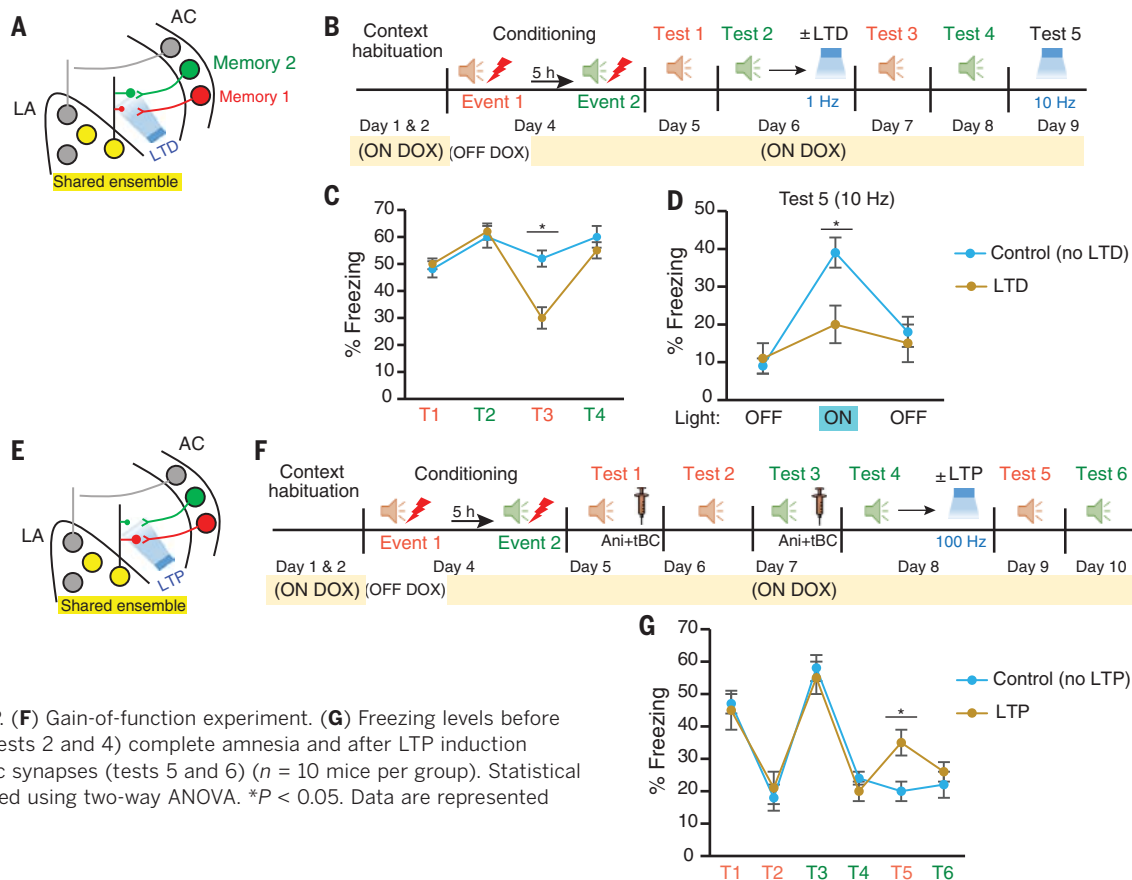 A
AC
Memory 2
Memory 1
LA
LTD
Shared ensemble
B
Context habituation
Conditioning
Test 1
Test 2
±LTD
Test 3
Test 4
Test 5
5 h
Event 1
Event 2
1 Hz
10 Hz
Day 1 & 2
Day 4
Day 5
Day 6
Day 7
Day 8
Day 9
(ON DOX)
(OFF DOX)
(ON DOX)
C
% Freezing
70
60
50
40
30
20
10
0
*
T1
T2
T3
T4
D
Test 5 (10 Hz)
% Freezing
50
40
30
20
10
0
*
Light:
OFF
ON
OFF
Control (no LTD)
LTD
E
AC
LA
LTP
Shared ensemble
F
Context habituation
Conditioning
Test 1
Test 2
Test 3
Test 4
±LTP
Test 5
Test 6
5 h
Event 1
Event 2
Ani+tBC
Ani+tBC
100 Hz
Day 1 & 2
Day 4
Day 5
Day 6
Day 7
Day 8
Day 9
Day 10
(ON DOX)
(OFF DOX)
(ON DOX)
G
% Freezing
70
60
50
40
30
20
10
0
*
T1
T2
T3
T4
T5
T6
Control (no LTP)
LTP
. (F) Gain-of-function experiment. (G) Freezing levels before
ests 2 and 4) complete amnesia and after LTP induction
c synapses (tests 5 and 6) (n = 10 mice per group). Statistical
ed using two-way ANOVA. *P < 0.05. Data are represented